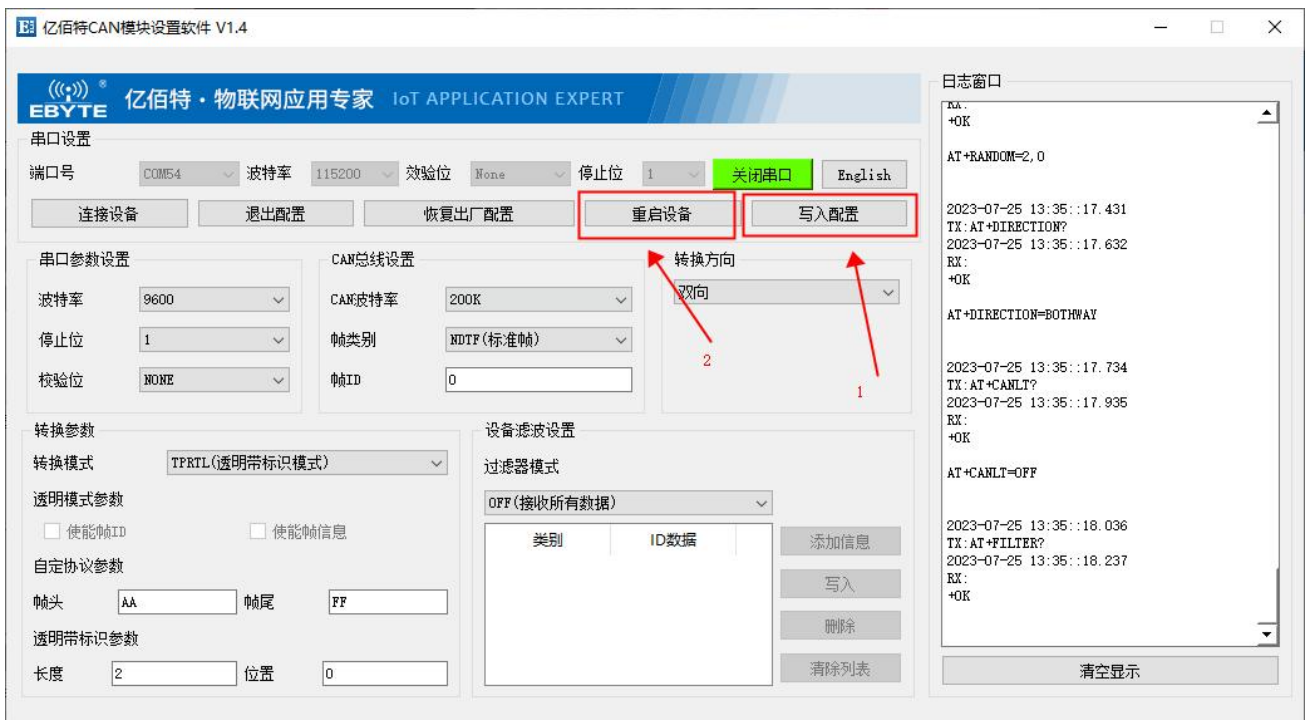 亿佰特CAN模块设置软件 V1.4
EBYTE ®
亿佰特·物联网应用专家 IoT APPLICATION EXPERT
串口设置
端口号 COM54 波特率 115200 效验位 None 停止位 1 关闭串口 English
连接设备 退出配置 恢复出厂配置 重启设备 写入配置
串口参数设置
波特率 9600
停止位 1
校验位 NONE
CAN总线设置
CAN波特率 200K
帧类别 NDTF(标准帧)
帧ID 0
转换方向
双向
2
1
转换参数
转换模式 TPRTL(透明带标识模式)
透明模式参数
使能帧ID 使能帧信息
自定协议参数
帧头 AA 帧尾 FF
透明带标识参数
长度 2 位置 0
设备滤波设置
过滤器模式
OFF(接收所有数据)
类别 ID数据
添加信息
写入
删除
清除列表
日志窗口
+OK
AT+RANDOM=2,0
2023-07-25 13:35::17.431
TX:AT+DIRECTION?
2023-07-25 13:35::17.632
RX:
+OK
AT+DIRECTION=BOTHWAY
2023-07-25 13:35::17.734
TX:AT+CANLT?
2023-07-25 13:35::17.935
RX:
+OK
AT+CANLT=OFF
2023-07-25 13:35::18.036
TX:AT+FILTER?
2023-07-25 13:35::18.237
RX:
+OK
清空显示